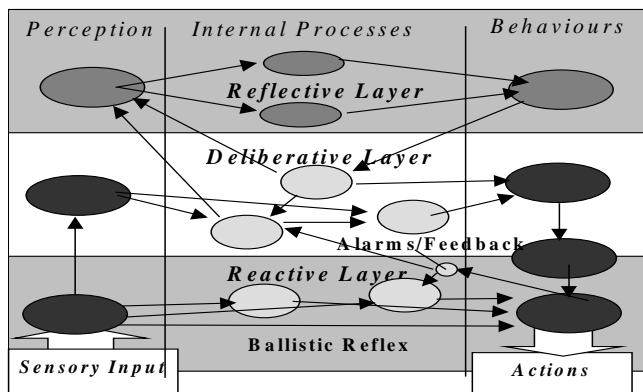 Perception Internal Processes Behaviours
Reflective Layer
Deliberative Layer
Alarms/Feedback
Reactive Layer
Ballistic Reflex
Sensory Input Actions